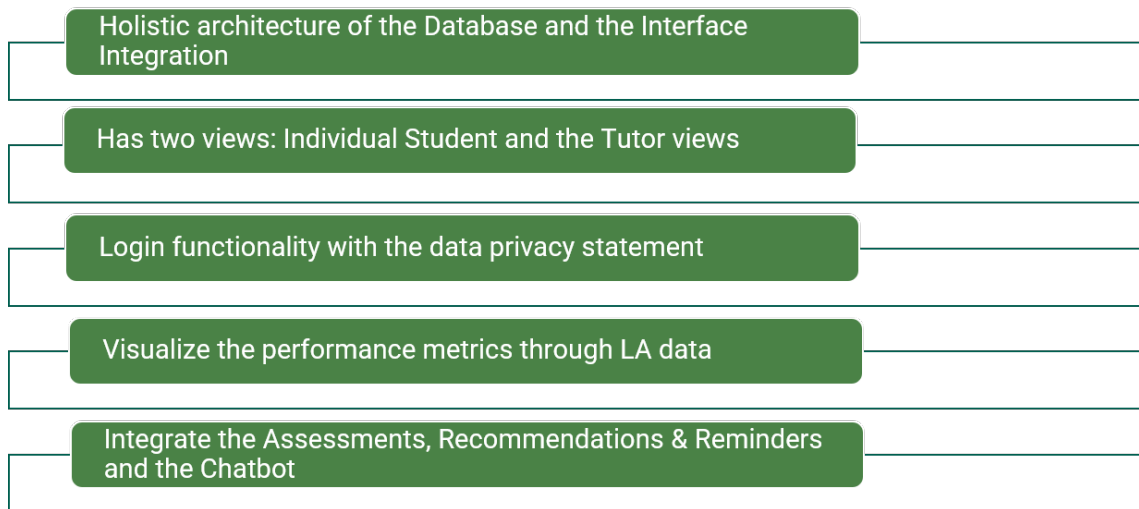 Holistic architecture of the Database and the Interface
Integration
Has two views: Individual Student and the Tutor views
Login functionality with the data privacy statement
Visualize the performance metrics through LA data
Integrate the Assessments, Recommendations & Reminders
and the Chatbot